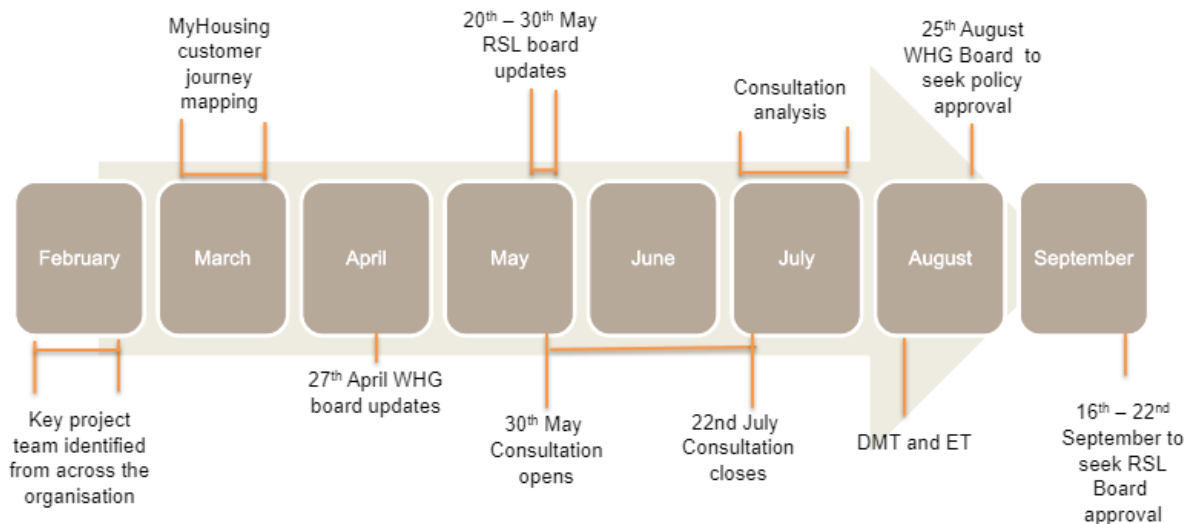 MyHousing
customer
journey
mapping
20th – 30th May
RSL board
updates
Consultation
analysis
25th August
WHG Board to
seek policy
approval
February
March
April
May
June
July
August
September
Key project
team identified
from across the
organisation
27th April WHG
board updates
30th May
Consultation
opens
22nd July
Consultation
closes
DMT and ET
16th – 22nd
September to
seek RSL
Board
approval